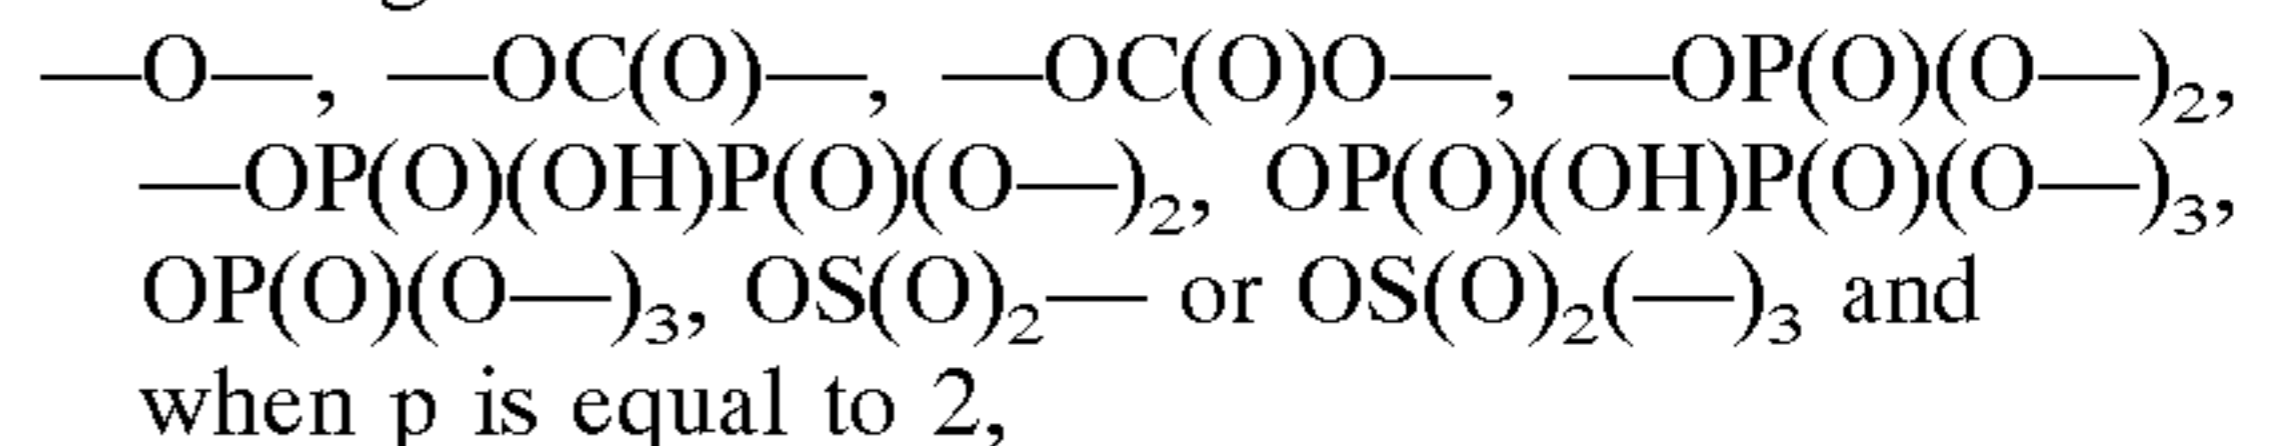 —O—, —OC(O)—, —OC(O)O—, —OP(O)(O—)₂,
—OP(O)(OH)P(O)(O—)₂, OP(O)(OH)P(O)(O—)₃,
OP(O)(O—)₃, OS(O)₂— or OS(O)₂(—)₃ and
when p is equal to 2,